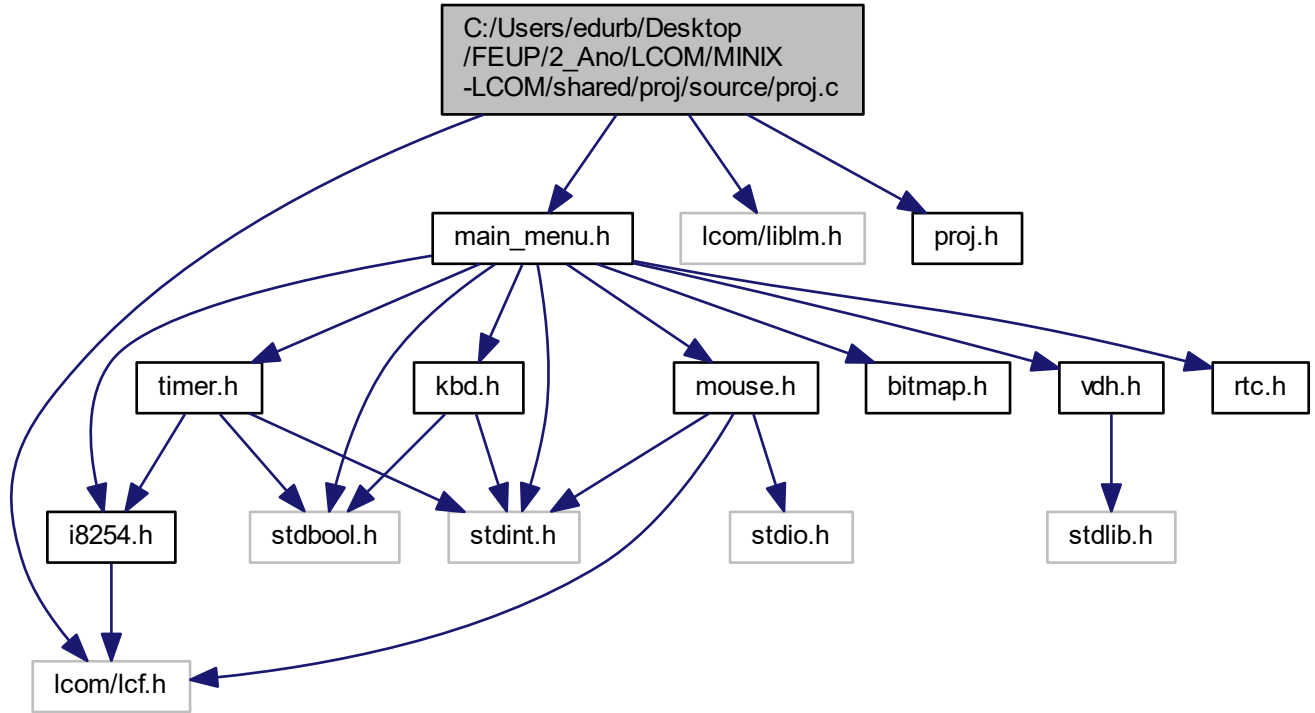 C:/Users/edurb/Desktop
/FEUP/2_Ano/LCOM/MINIX
-LCOM/shared/proj/source/proj.c
main_menu.h
lcom/liblm.h
proj.h
timer.h
kbd.h
mouse.h
bitmap.h
vdh.h
rtc.h
i8254.h
stdbool.h
stdint.h
stdio.h
stdlib.h
lcom/lcf.h